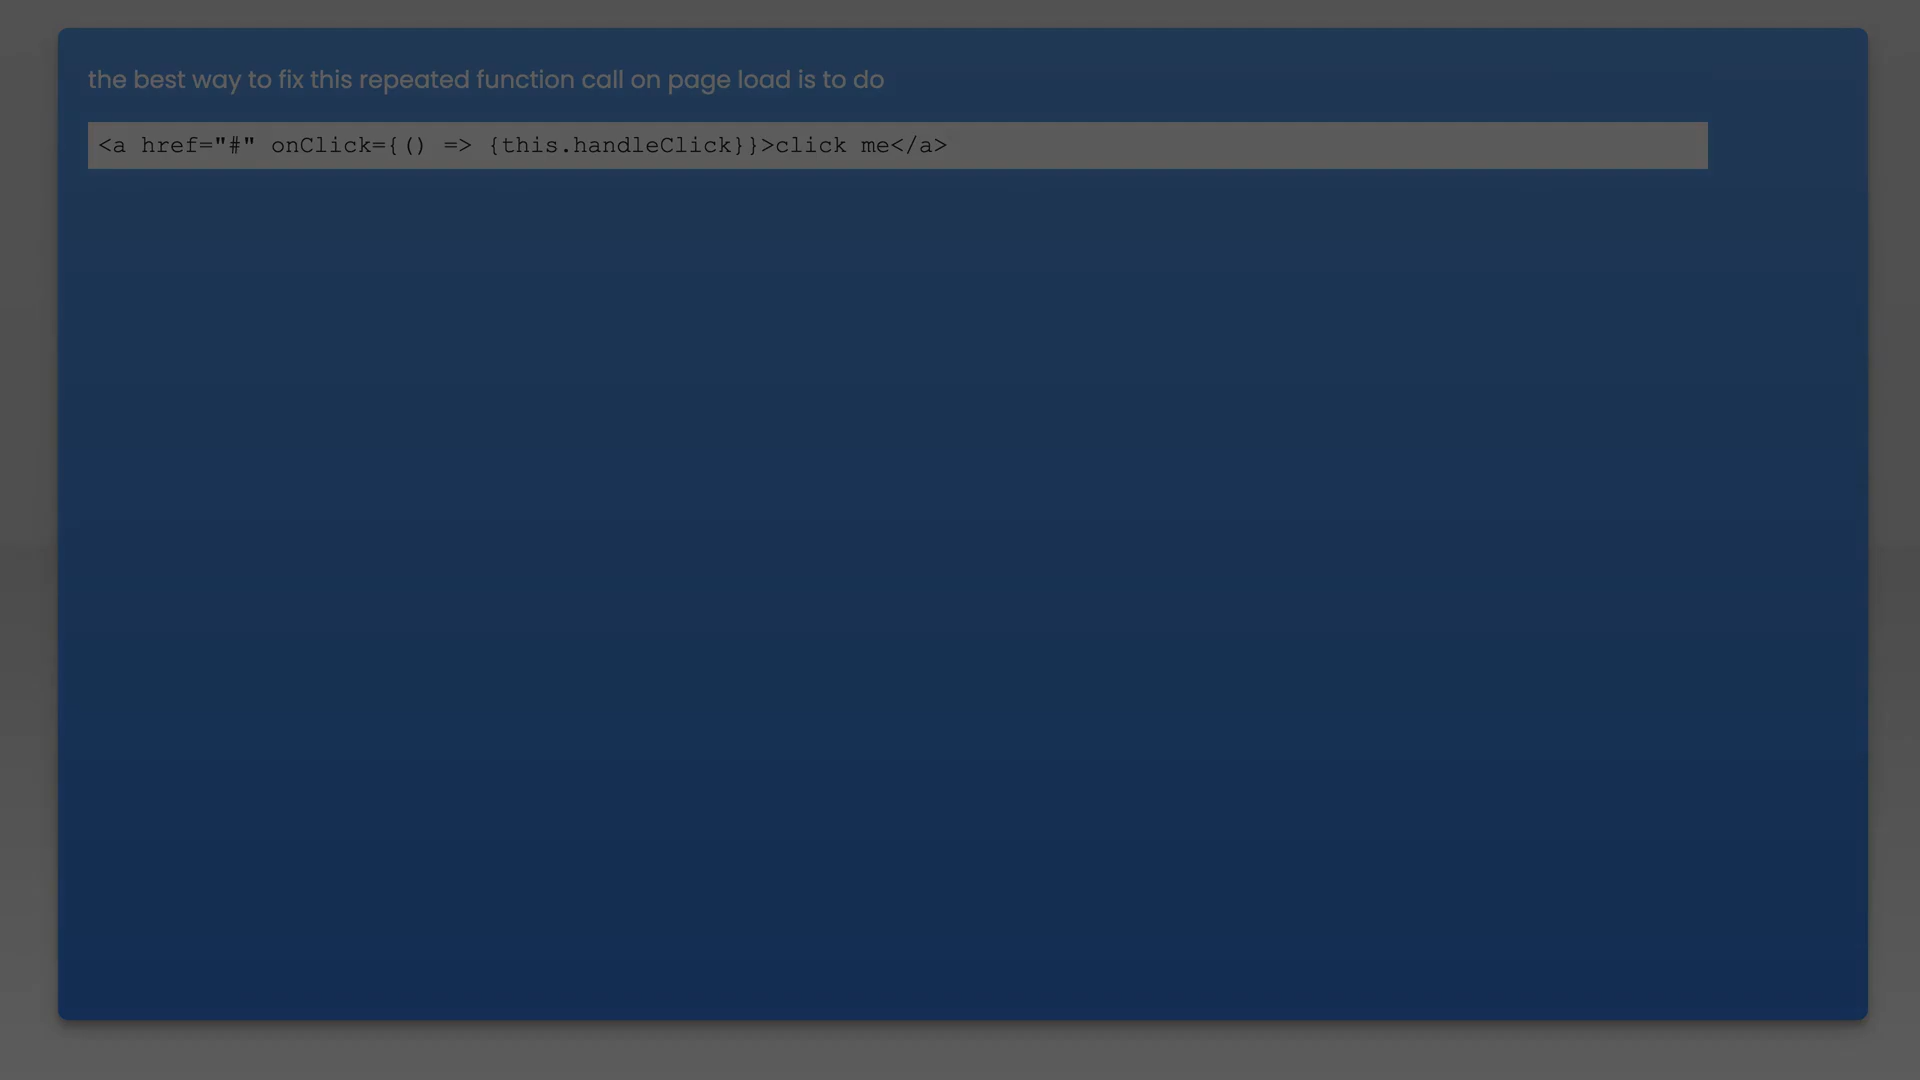 the best way to fix this repeated function call on page load is to do
<a href="#" onClick={() => {this.handleClick}}>click me</a>